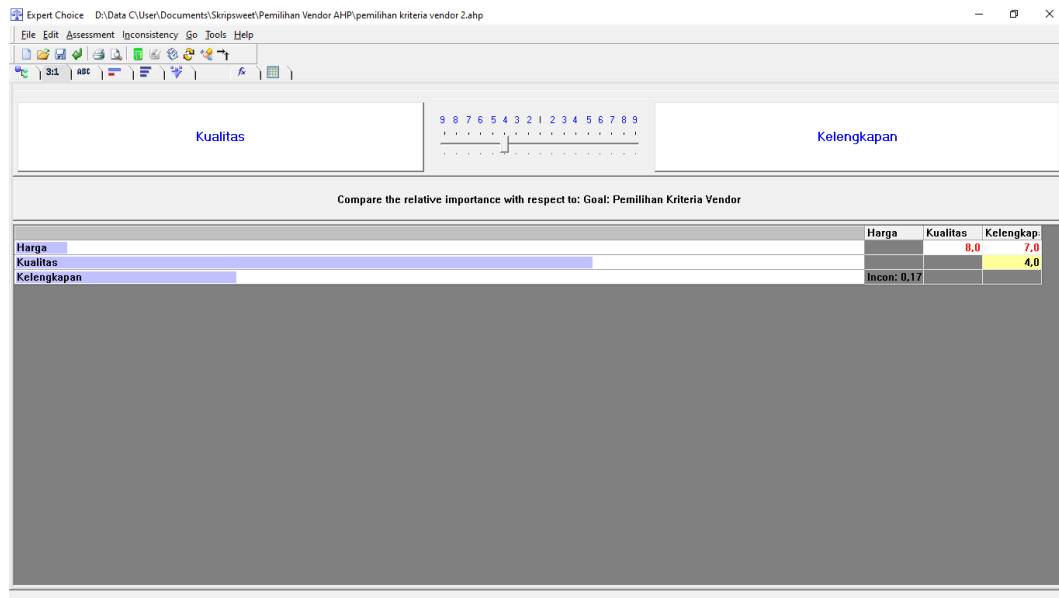 Expert Choice D:\Data C\User\Documents\Skripsweet\Pemilihan Vendor AHP\pemilihan kriteria vendor 2.ahp
File Edit Assessment Inconsistency Go Tools Help
3:1 ABC fx
Kualitas
9 8 7 6 5 4 3 2 1 2 3 4 5 6 7 8 9
Kelengkapan
Compare the relative importance with respect to: Goal: Pemilihan Kriteria Vendor
Harga Kualitas Kelengkap
Harga 8,0 7,0
Kualitas 4,0
Kelengkapan Incon: 0,17